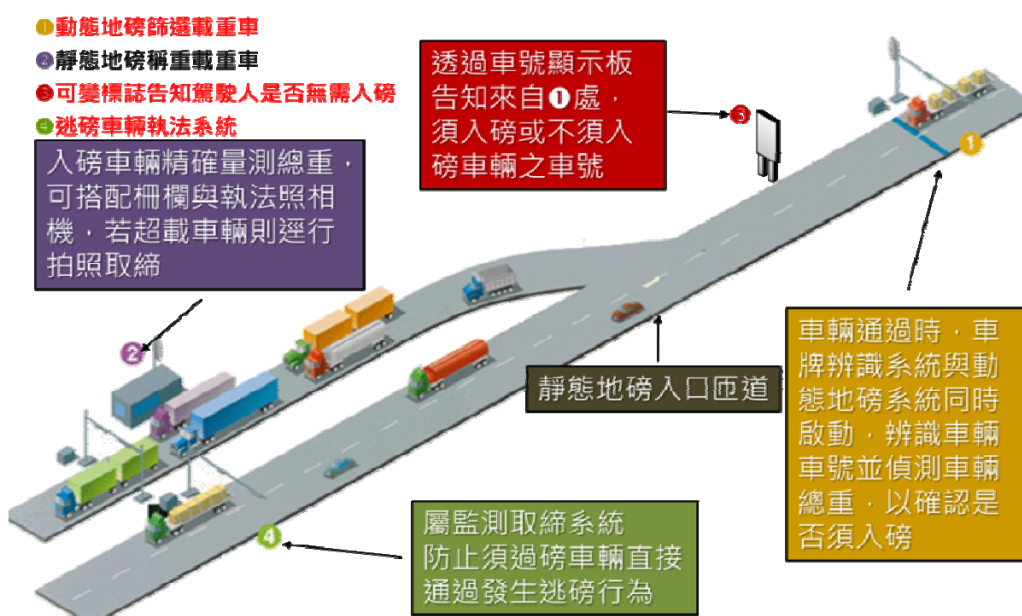 ❶動態地磅篩選載重車
❷靜態地磅稱重載重車
❸可變標誌告知駕駛人是否無需入磅
❹逃磅車輛執法系統
入磅車輛精確量測總重，
可搭配柵欄與執法照相
機，若超載車輛則逕行
拍照取締
透過車號顯示板
告知來自❶處，
須入磅或不須入
磅車輛之車號
❸
❶
❷
靜態地磅入口匝道
車輛通過時，車
牌辨識系統與動
態地磅系統同時
啟動，辨識車輛
車號並偵測車輛
總重，以確認是
否須入磅
❹
屬監測取締系統
防止須過磅車輛直接
通過發生逃磅行為